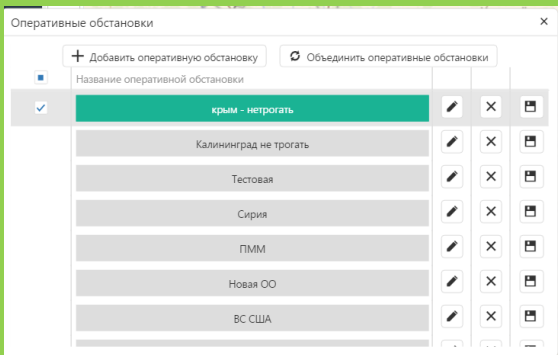 Оперативные обстановки
Добавить оперативную обстановку
Объединить оперативные обстановки
Название оперативной обстановки
крым - нетрогать
Калининград не трогать
Тестовая
Сирия
ПММ
Новая ОО
ВС США